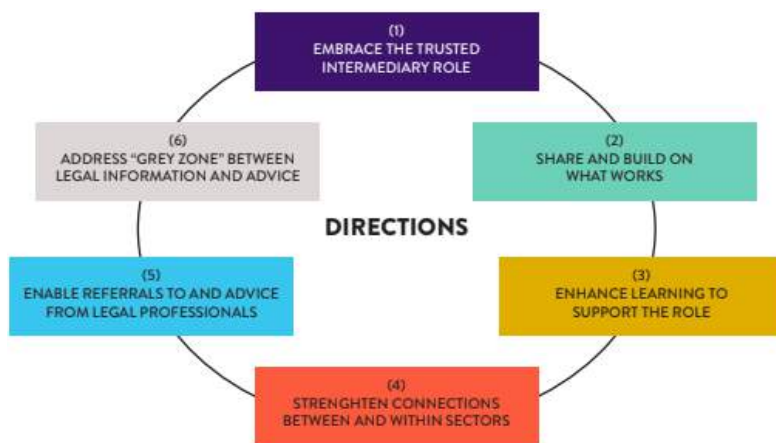 (1)
EMBRACE THE TRUSTED
INTERMEDIARY ROLE
(2)
SHARE AND BUILD ON
WHAT WORKS
(3)
ENHANCE LEARNING TO
SUPPORT THE ROLE
(4)
STRENGHTEN CONNECTIONS
BETWEEN AND WITHIN SECTORS
(5)
ENABLE REFERRALS TO AND ADVICE
FROM LEGAL PROFESSIONALS
(6)
ADDRESS “GREY ZONE” BETWEEN
LEGAL INFORMATION AND ADVICE
DIRECTIONS